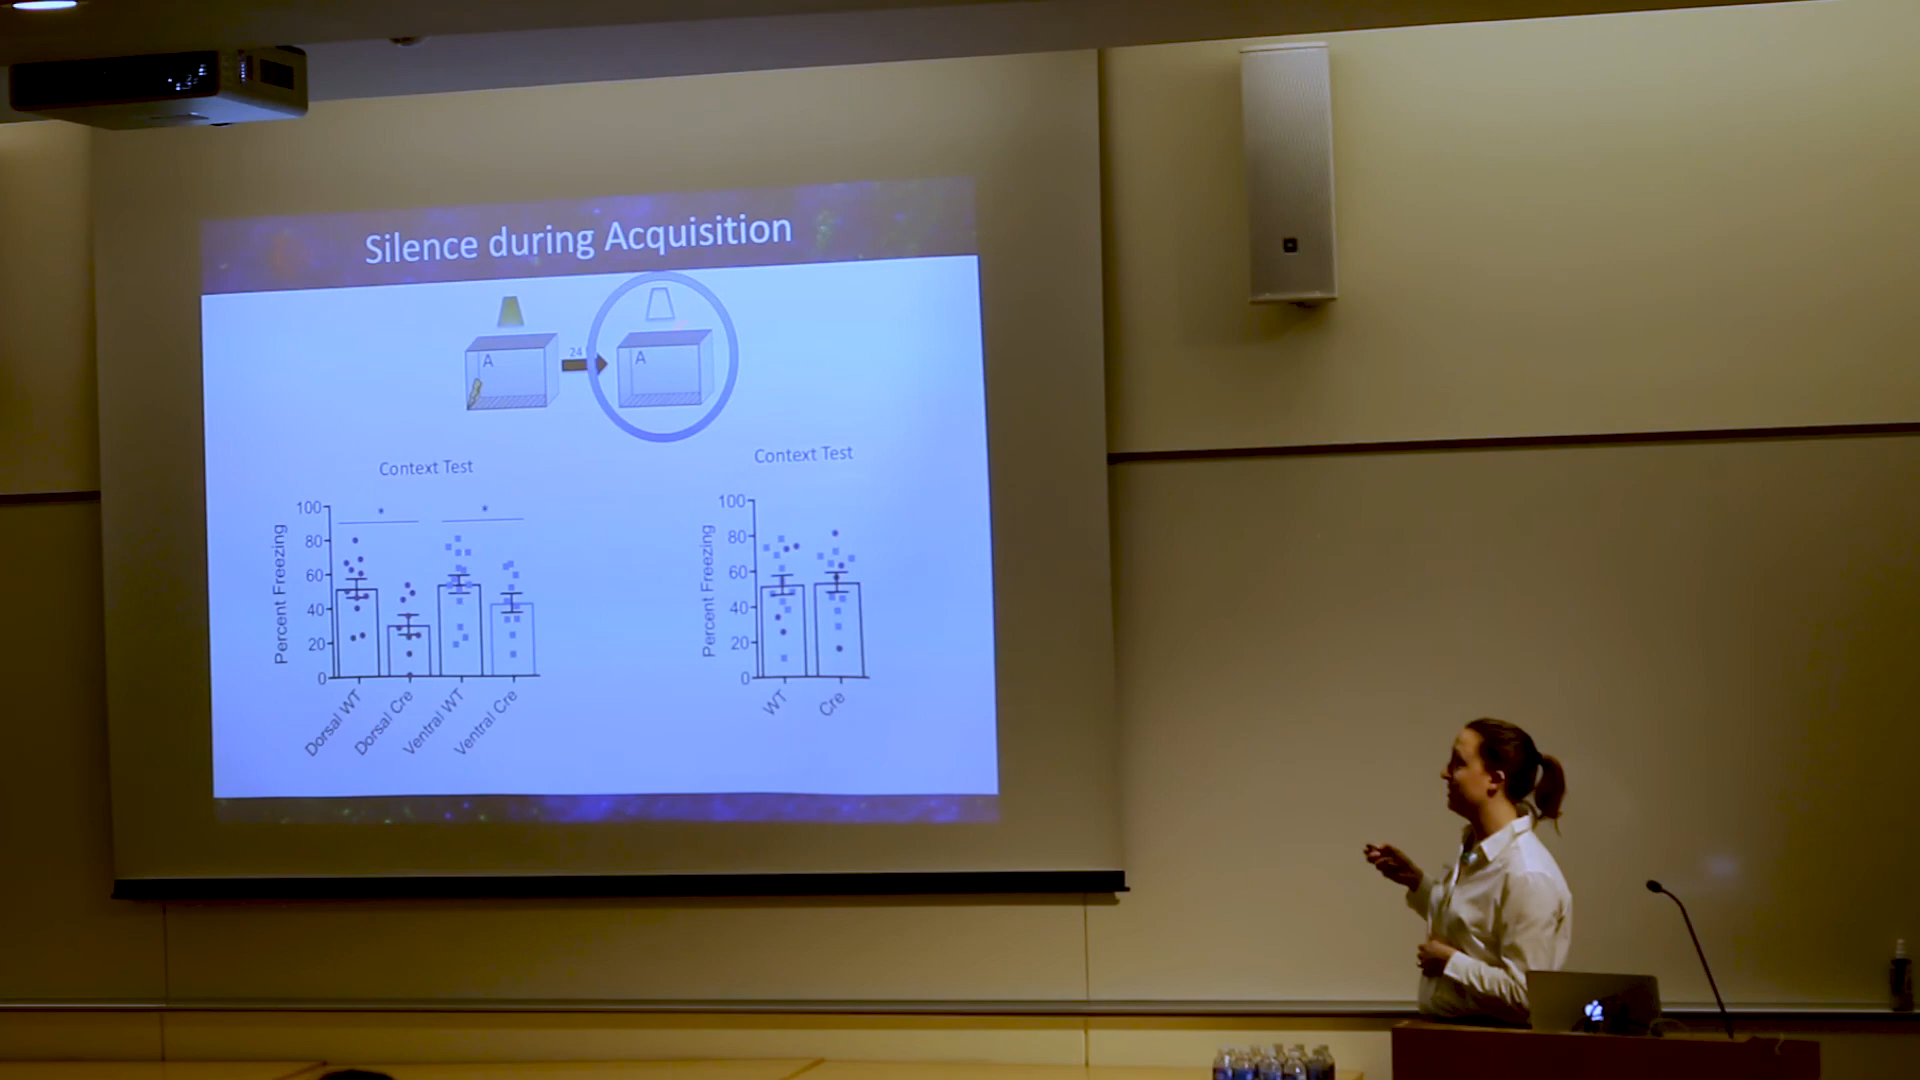 Silence during Acquisition
A
24
A
Context Test
Context Test
Percent Freezing
100
80
60
40
20
0
Dorsal WT
Dorsal Cre
Ventral WT
Ventral Cre
Percent Freezing
100
80
60
40
20
0
WT
Cre